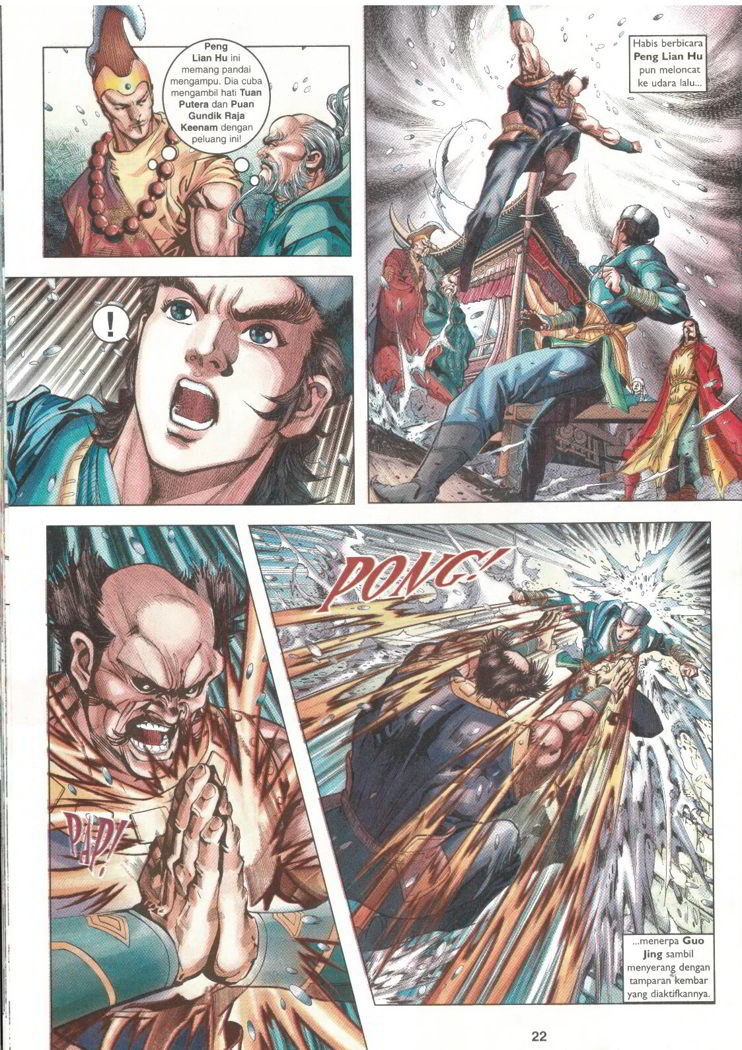 Peng
Lian Hu ini
memang pandai
mengampu. Dia cuba
mengambil hati Tuan
Putera dan Puan
Gundik Raja
Keenam dengan
peluang ini!
Habis berbicara
Peng Lian Hu
pun meloncat
ke udara lalu...
!
PAP!
PONG!
...menerpa Guo
Jing sambil
menyerang dengan
tamparan kembar
yang diaktifkannya.
22